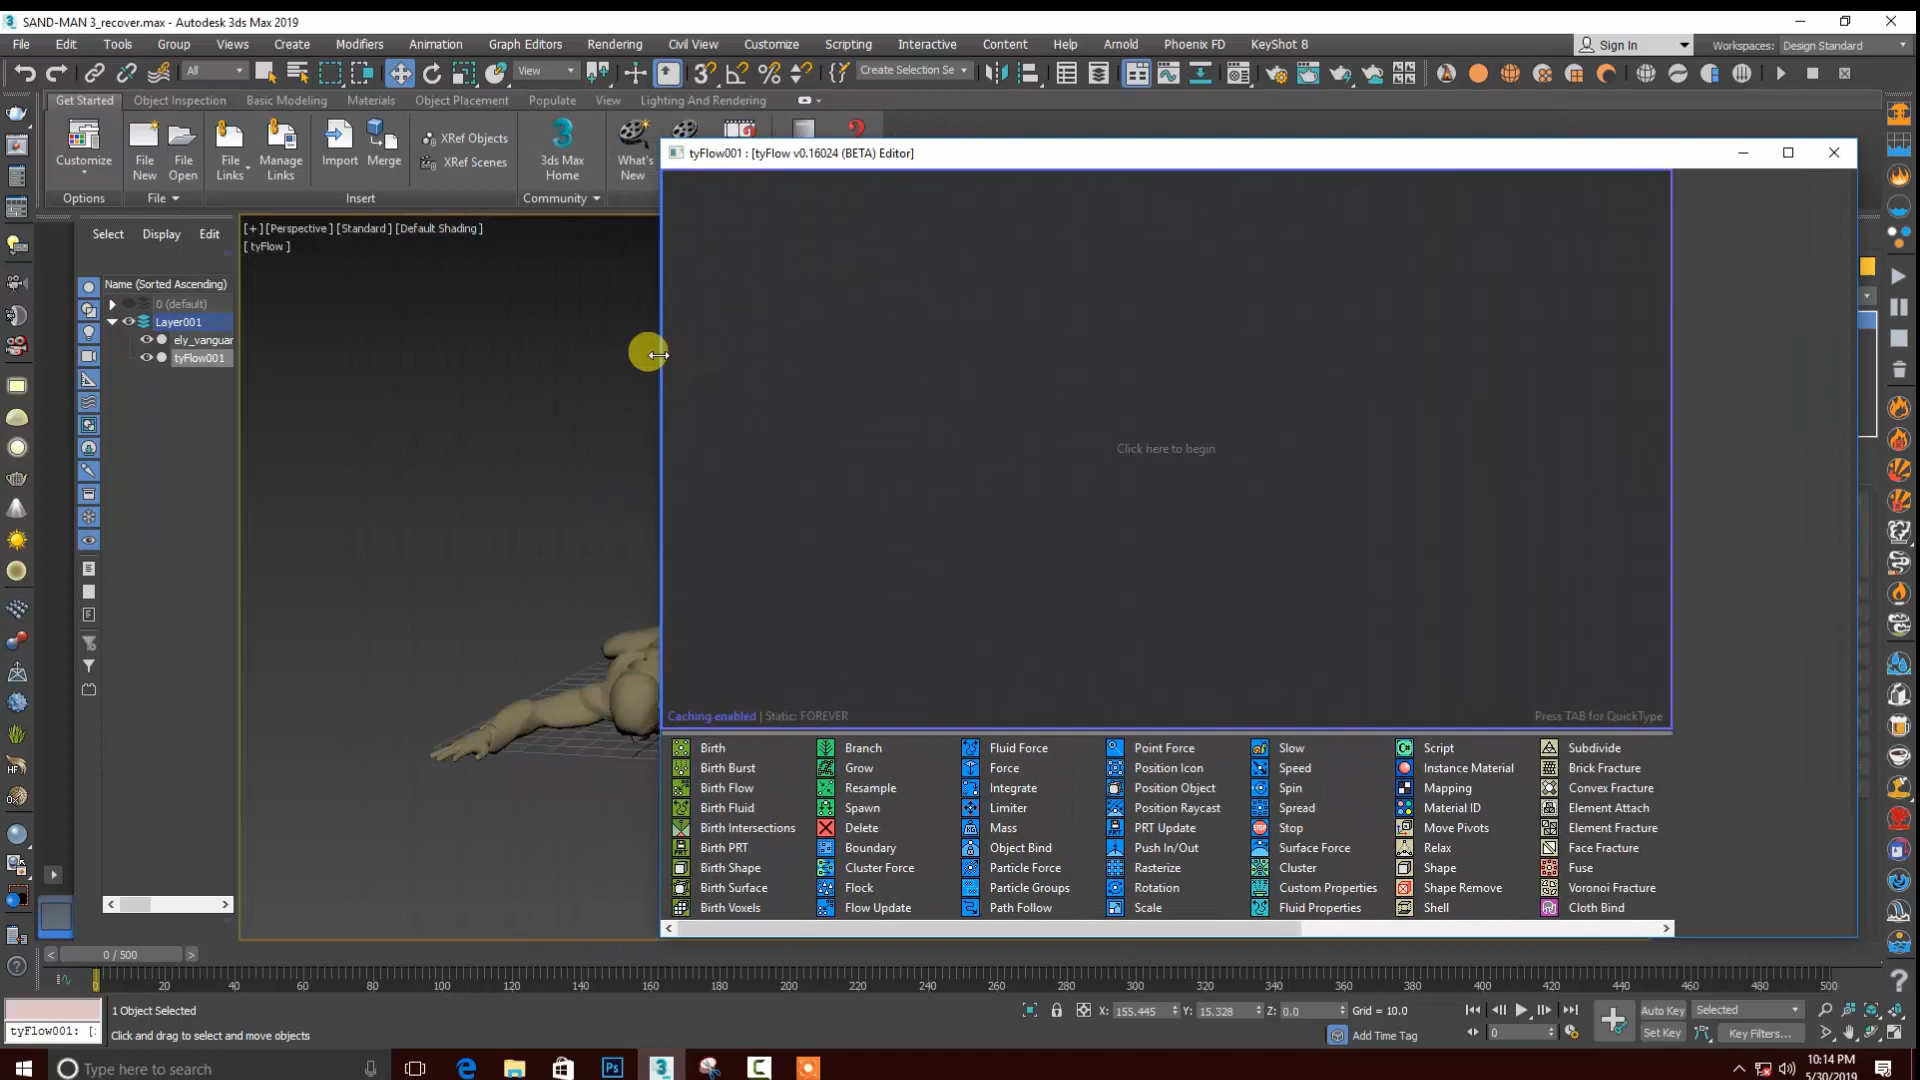 SAND-MAN 3_recover.max - Autodesk 3ds Max 2019
File Edit Tools Group Views Create Modifiers Animation Graph Editors Rendering Civil View Customize Scripting Interactive Content Help Arnold Phoenix FD KeyShot 8 Sign In Workspaces: Design Standard
All View Create Selection Se
Get Started Object Inspection Basic Modeling Materials Object Placement Populate View Lighting And Rendering
XRef Objects
XRef Scenes
Customize File New File Open File Links Manage Links Import Merge 3ds Max Home What's New
Options File Insert Community
tyFlow001 : [tyFlow v0.16024 (BETA) Editor]
[+] [Perspective] [Standard] [Default Shading]
[ tyFlow ]
Select Display Edit
Name (Sorted Ascending)
0 (default)
Layer001
ely_vanguar
tyFlow001
Click here to begin
Caching enabled | Static: FOREVER
Press TAB for QuickType
Birth Branch Fluid Force Point Force Slow Script Subdivide
Birth Burst Grow Force Position Icon Speed Instance Material Brick Fracture
Birth Flow Resample Integrate Position Object Spin Mapping Convex Fracture
Birth Fluid Spawn Limiter Position Raycast Spread Material ID Element Attach
Birth Intersections Delete Mass PRT Update Stop Move Pivots Element Fracture
Birth PRT Boundary Object Bind Push In/Out Surface Force Relax Face Fracture
Birth Shape Cluster Force Particle Force Rasterize Cluster Shape Fuse
Birth Surface Flock Particle Groups Rotation Custom Properties Shape Remove Voronoi Fracture
Birth Voxels Flow Update Path Follow Scale Fluid Properties Shell Cloth Bind
0 / 500
0 20 40 60 80 100 120 140 160 180 200 220 240 260 280 300 320 340 360 380 400 420 440 460 480 500
1 Object Selected
X: 155.445 Y: 15.328 Z: 0.0 Grid = 10.0
Auto Key Selected
tyFlow001: [:
Click and drag to select and move objects
Add Time Tag
0
Set Key Key Filters...
Type here to search
10:14 PM
5/30/2019